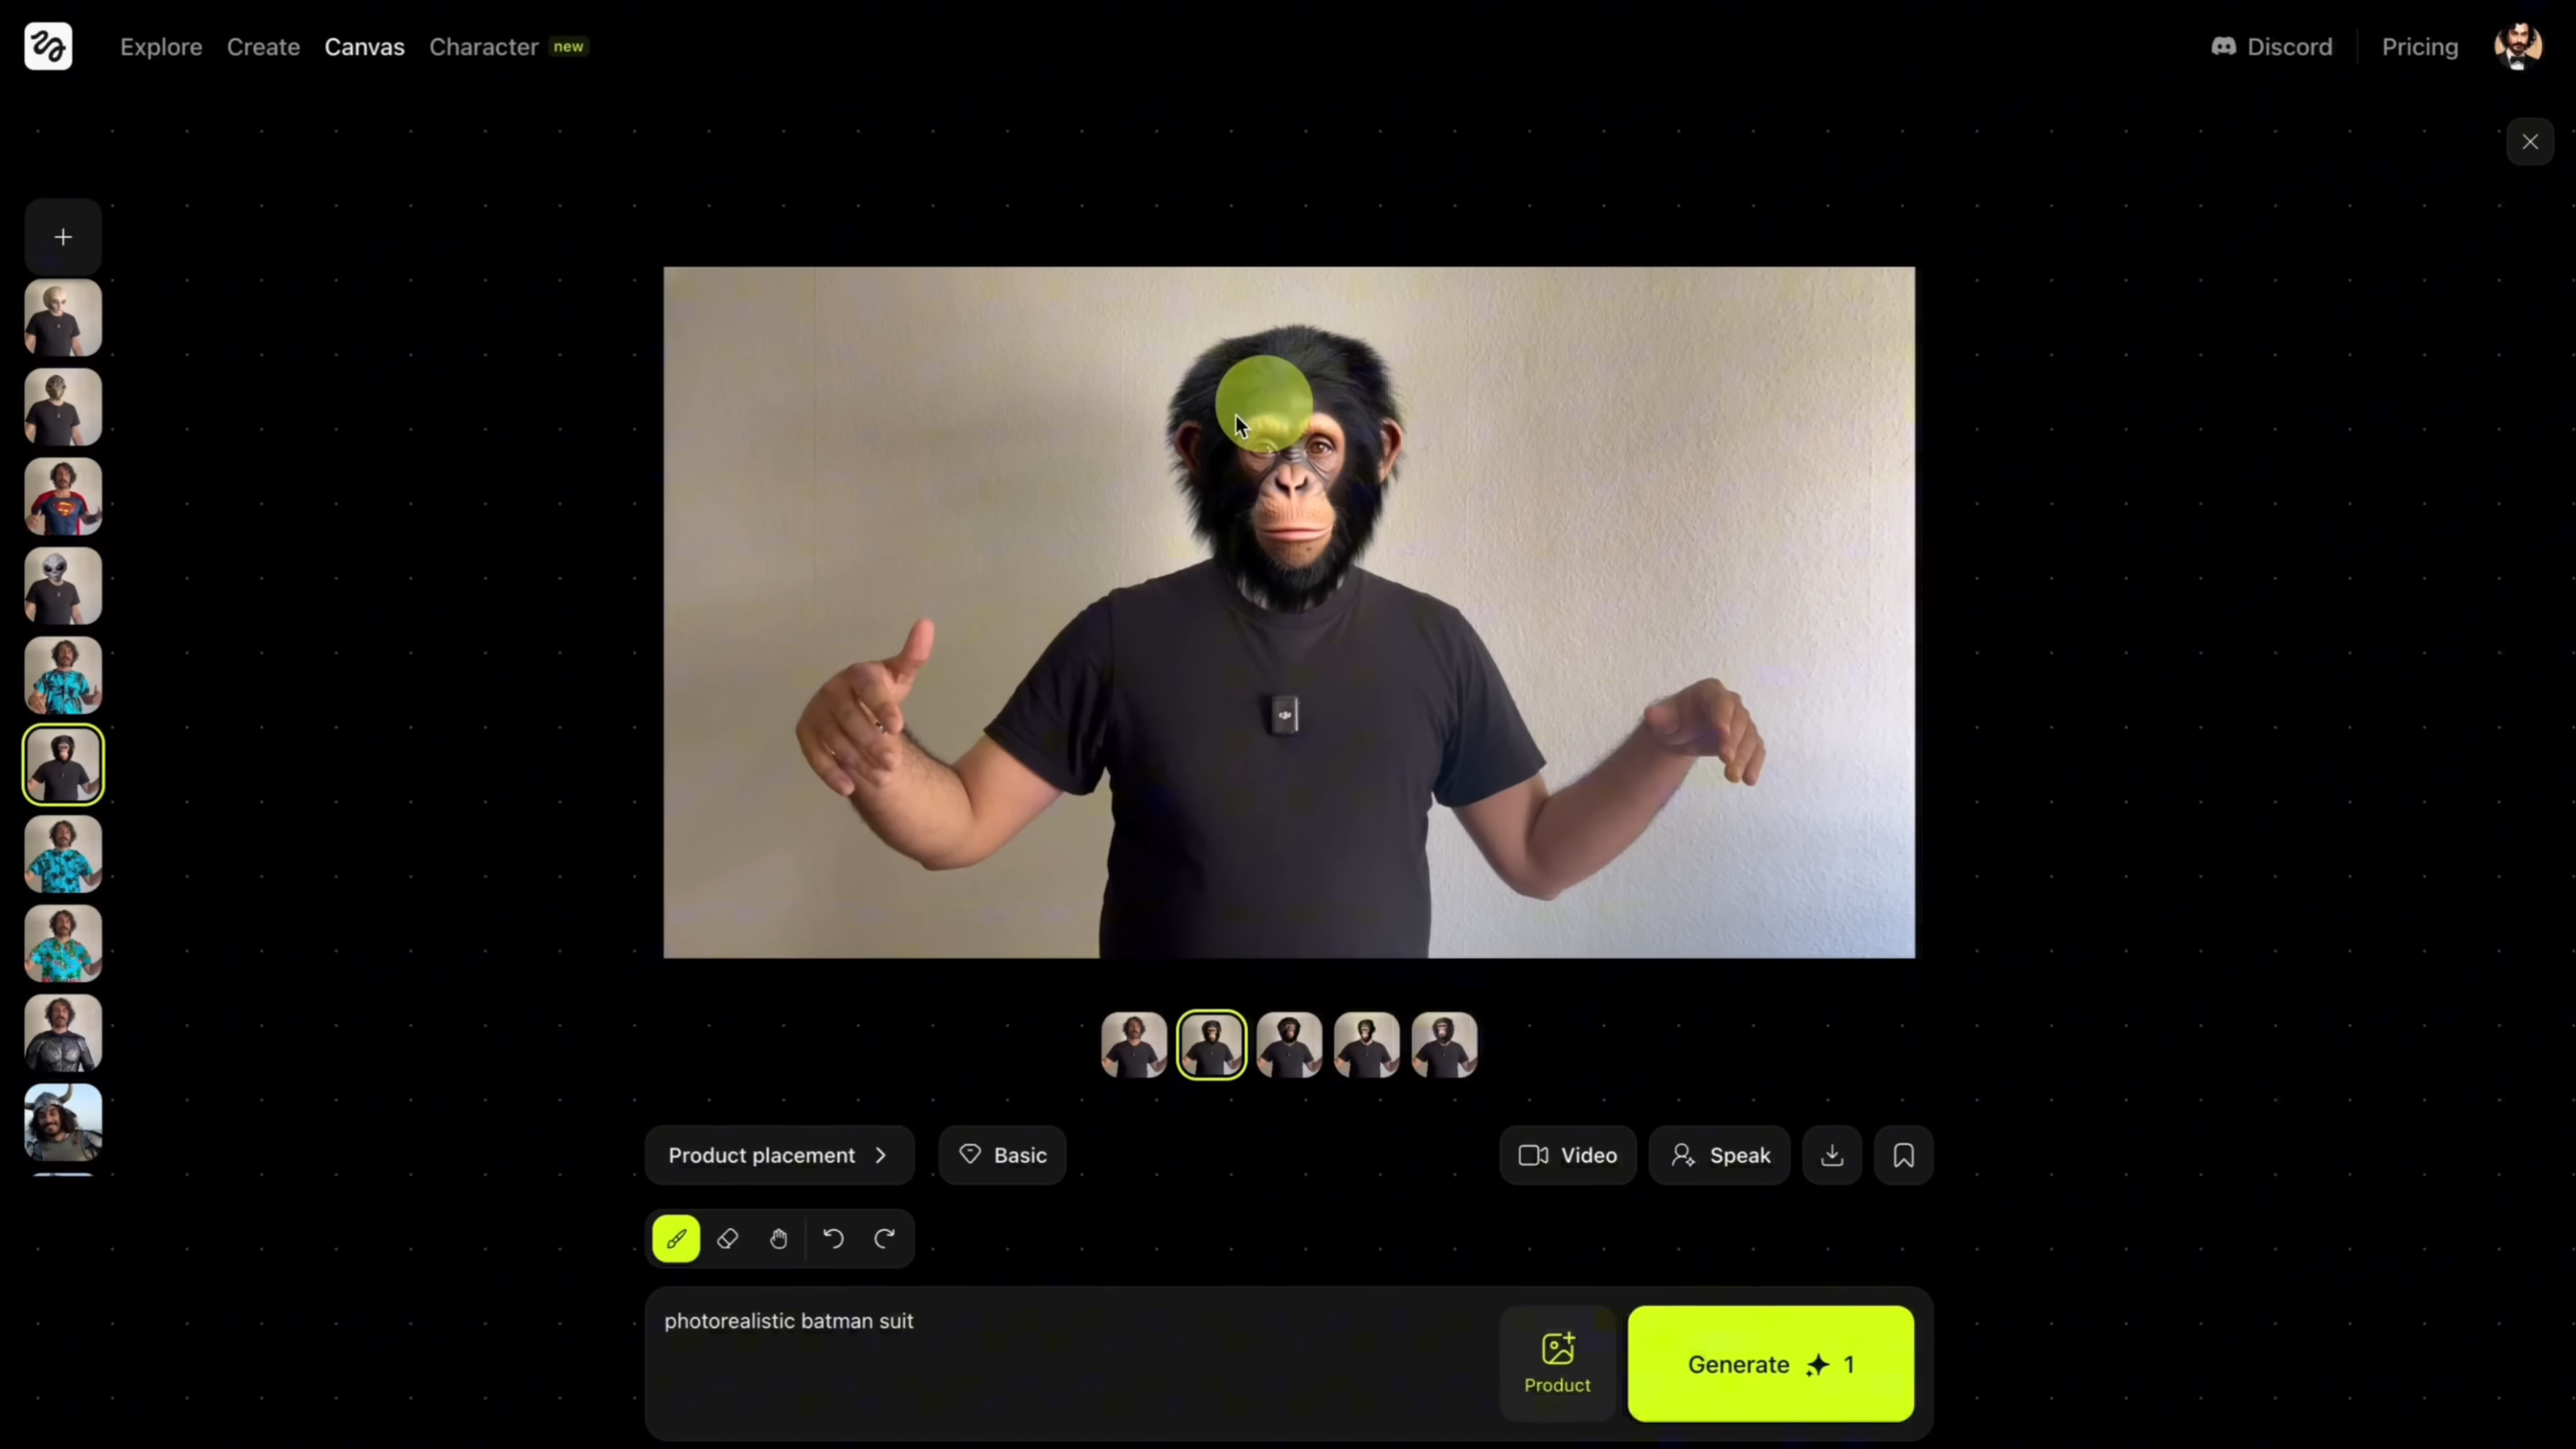 Explore Create Canvas Character new Discord Pricing
Product placement Basic Video Speak
photorealistic batman suit
Product
Generate 1